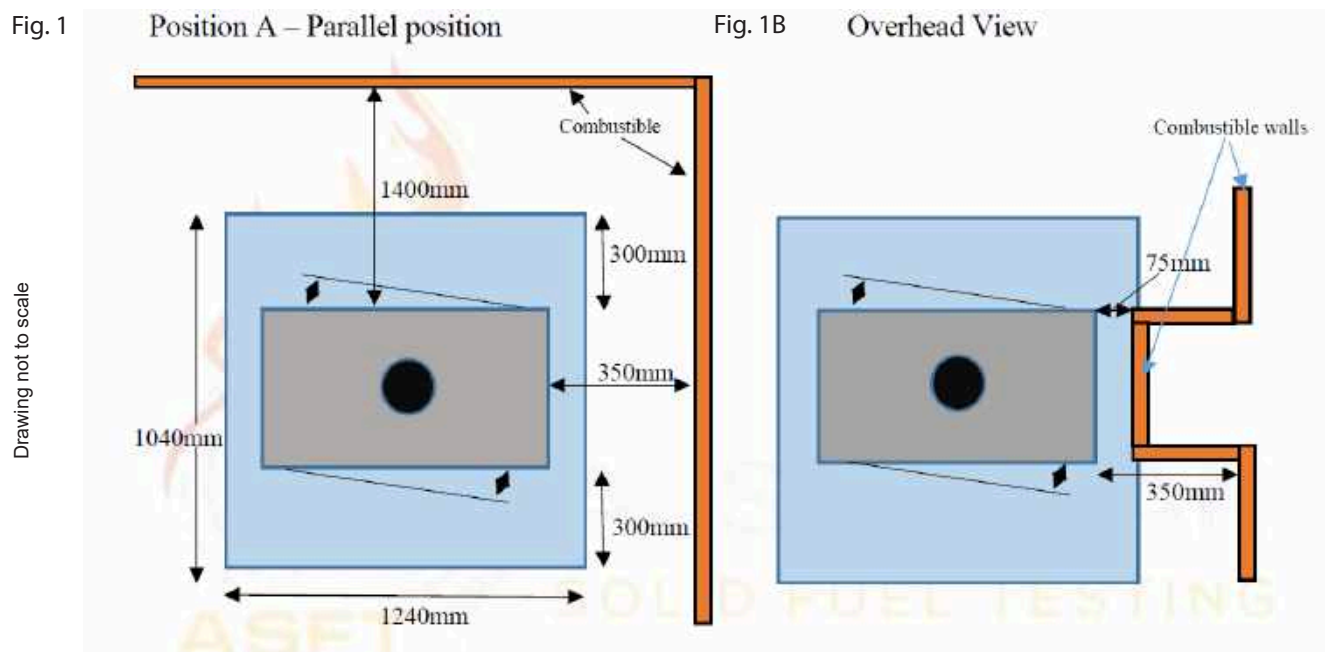 Fig. 1
Position A – Parallel position
Combustible
1400mm
300mm
350mm
1040mm
300mm
1240mm
Drawing not to scale
Fig. 1B
Overhead View
Combustible walls
75mm
350mm
ASET
SOLID FUEL TESTING